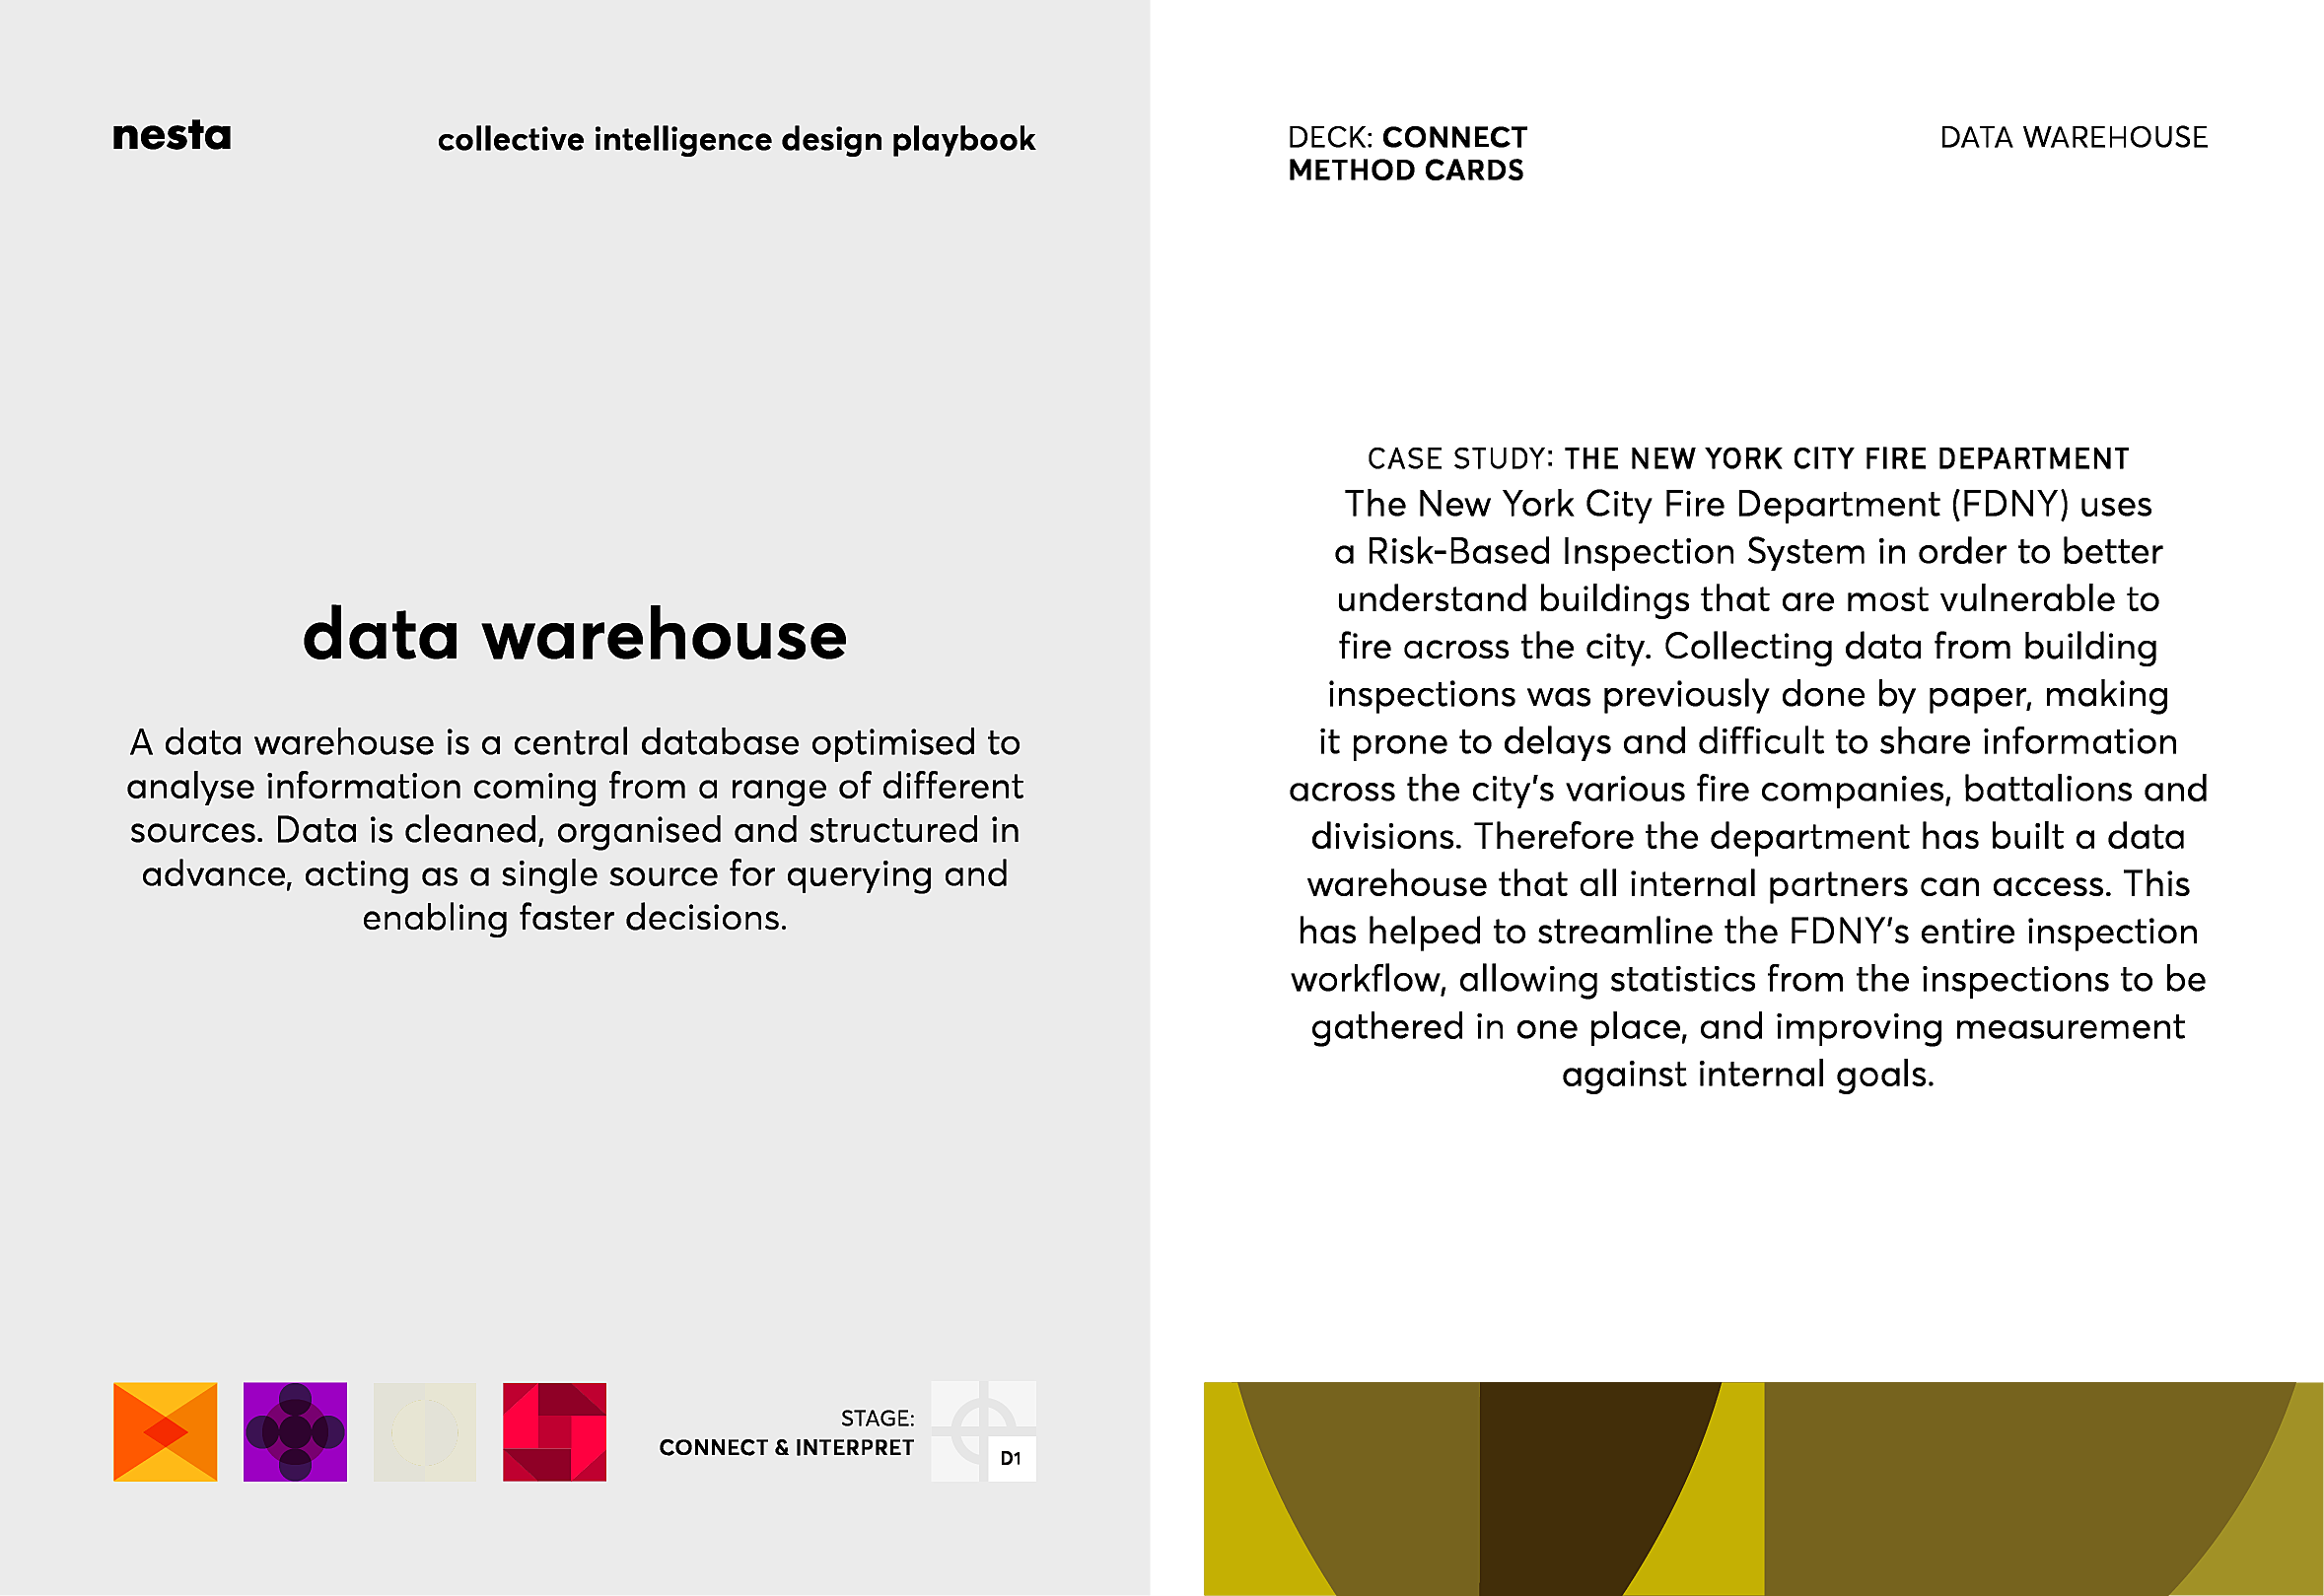 nesta
collective intelligence design playbook
data warehouse
A data warehouse is a central database optimised to
analyse information coming from a range of different
sources. Data is cleaned, organised and structured in
advance, acting as a single source for querying and
enabling faster decisions.
STAGE:
CONNECT & INTERPRET
D1
DECK: CONNECT
METHOD CARDS
DATA WAREHOUSE
CASE STUDY: THE NEW YORK CITY FIRE DEPARTMENT
The New York City Fire Department (FDNY) uses
a Risk-Based Inspection System in order to better
understand buildings that are most vulnerable to
fire across the city. Collecting data from building
inspections was previously done by paper, making
it prone to delays and difficult to share information
across the city’s various fire companies, battalions and
divisions. Therefore the department has built a data
warehouse that all internal partners can access. This
has helped to streamline the FDNY’s entire inspection
workflow, allowing statistics from the inspections to be
gathered in one place, and improving measurement
against internal goals.